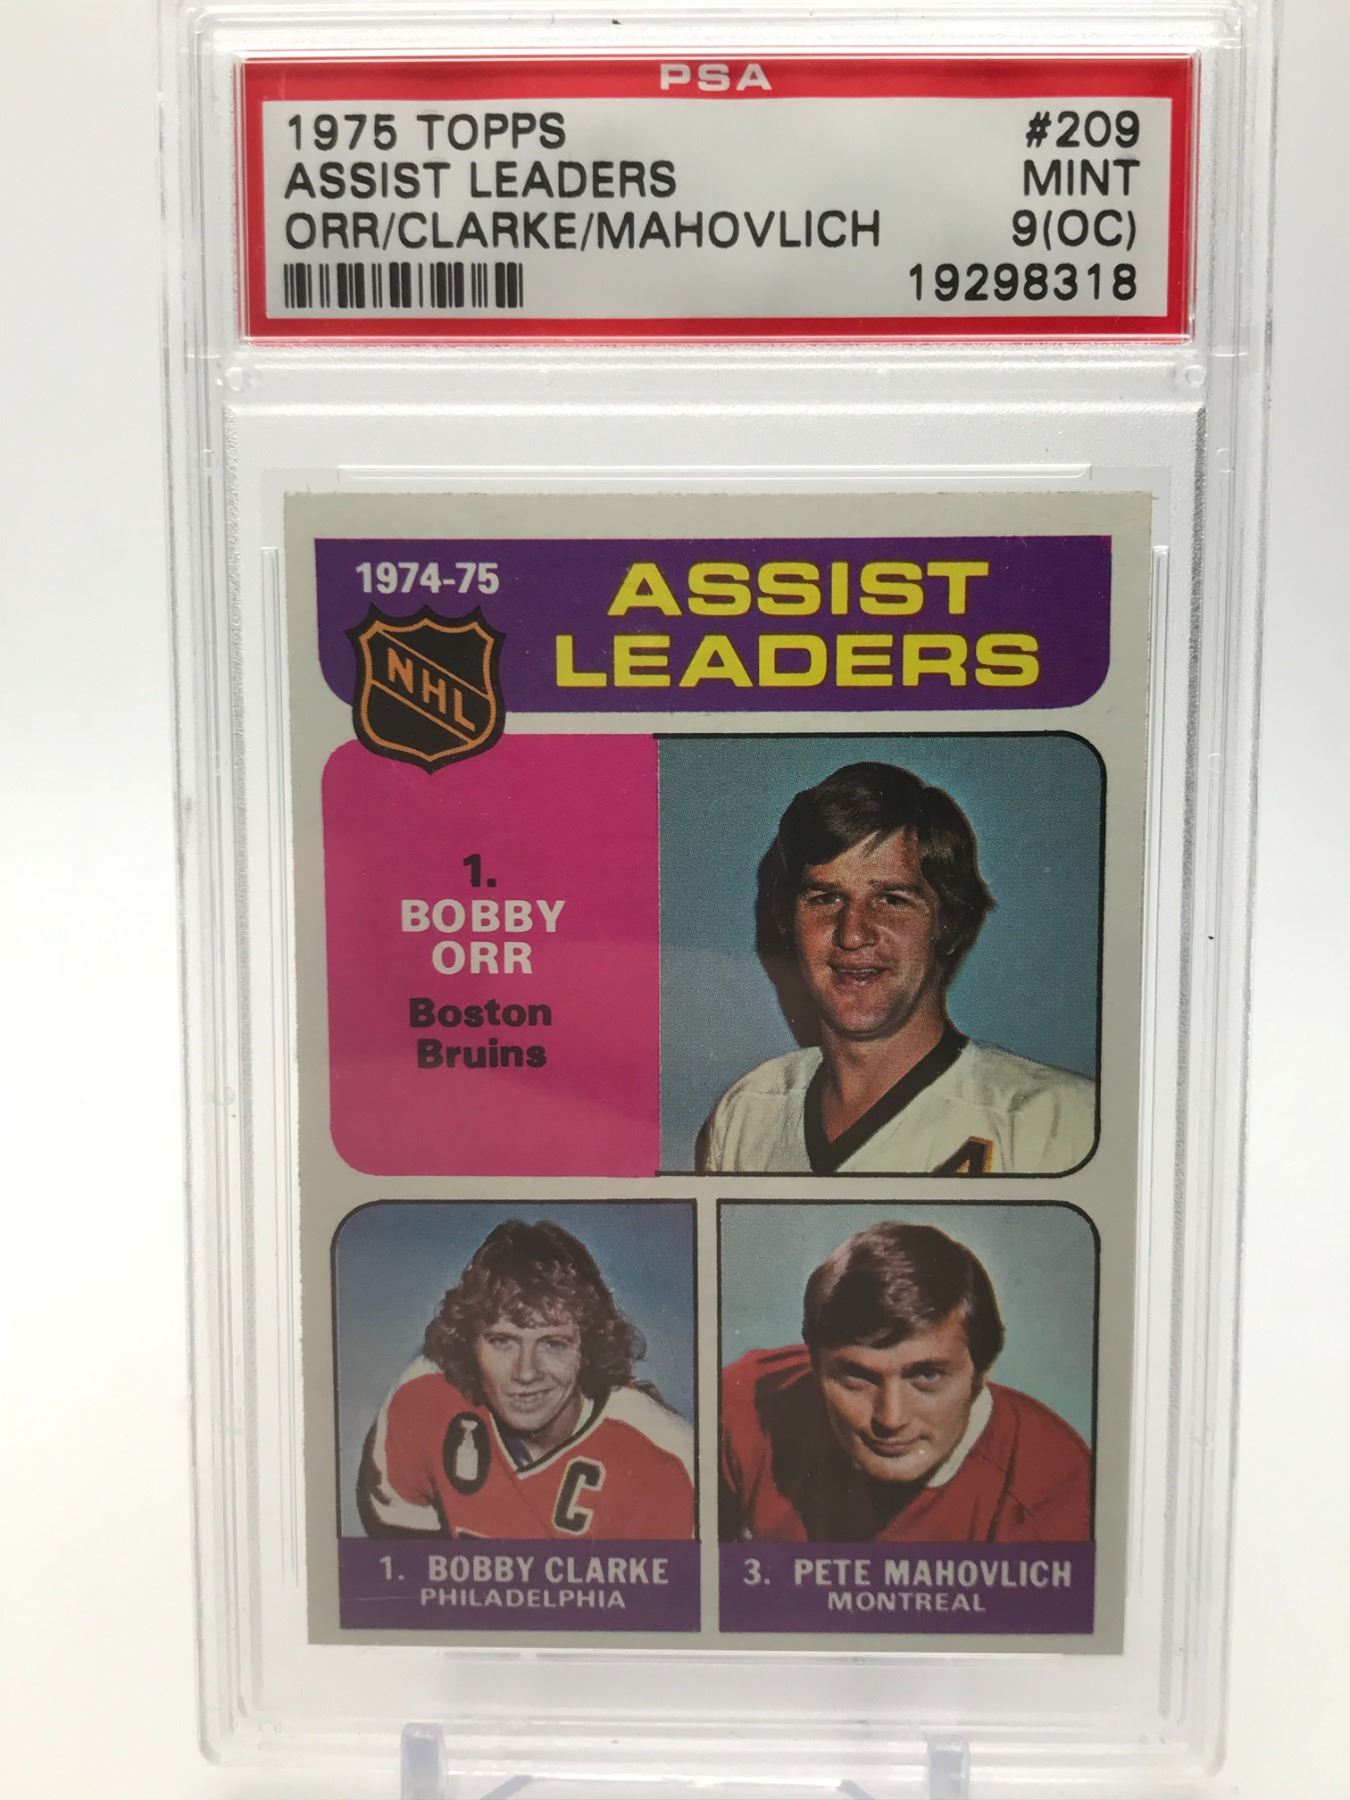 PSA
1975 TOPPS #209
ASSIST LEADERS MINT
ORR/CLARKE/MAHOVLICH 9(OC)
19298318
1974-75
NHL
ASSIST
LEADERS
1.
BOBBY
ORR
Boston
Bruins
A
C
1. BOBBY CLARKE
PHILADELPHIA
3. PETE MAHOVLICH
MONTREAL